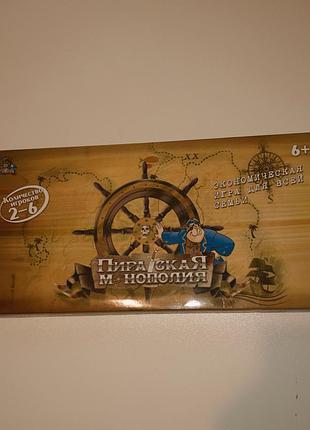 Количество
игроков
2-6
6+
ЭКОНОМИЧЕСКАЯ
ИГРА ДЛЯ ВСЕЙ
СЕМЬИ
ПИРАТСКАЯ
МОНОПОЛИЯ